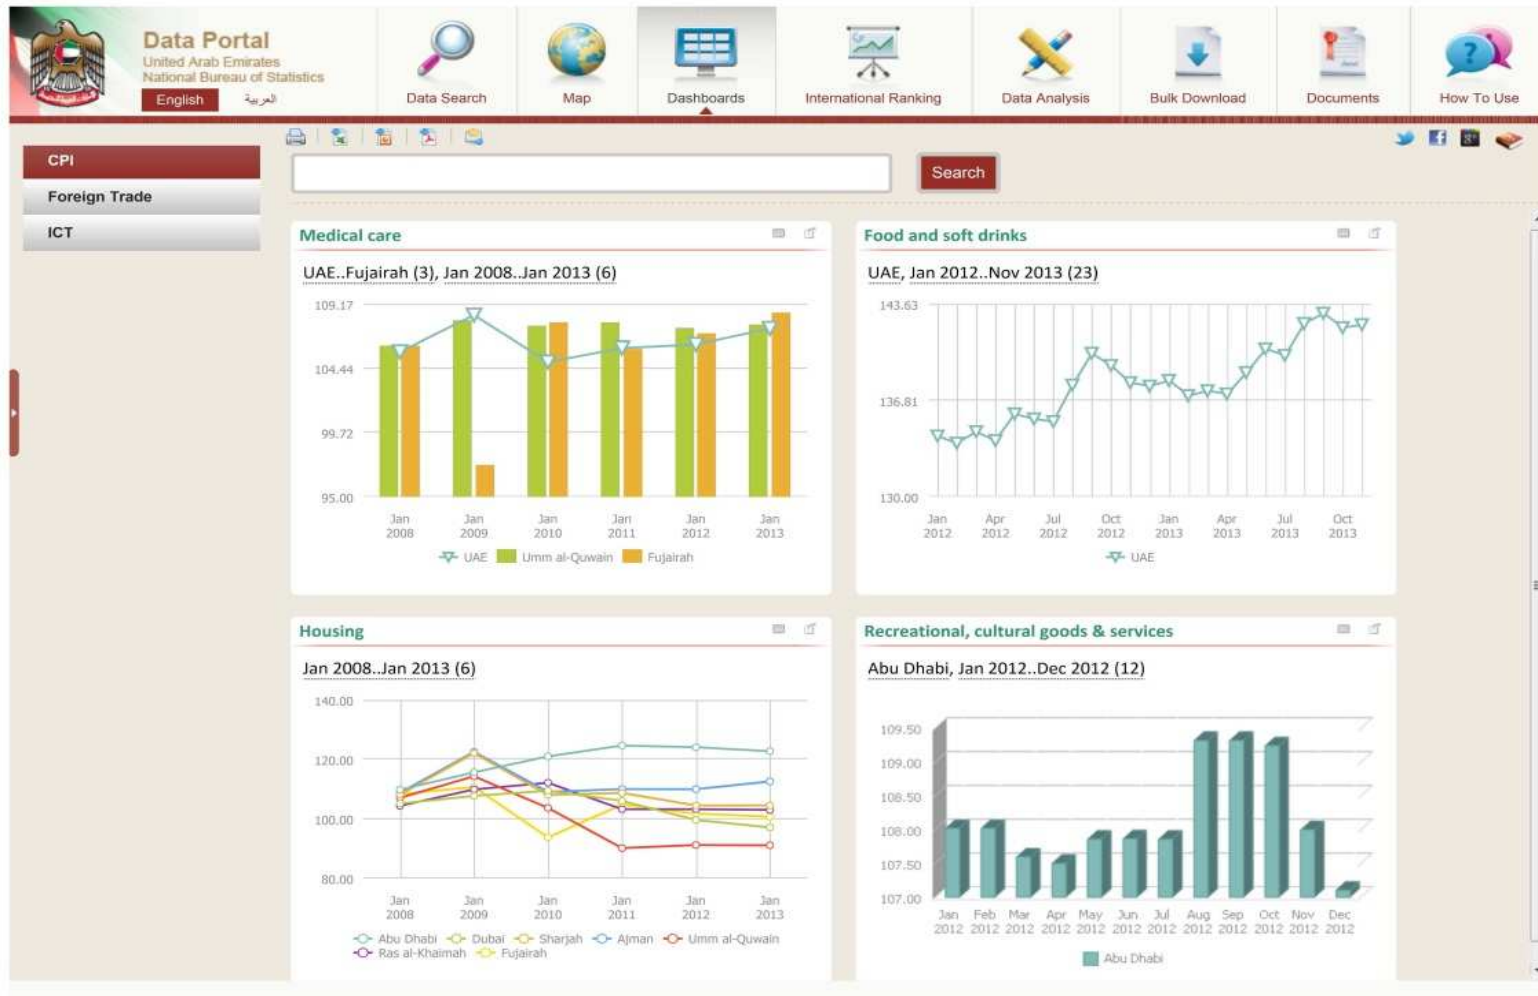 Data Portal
United Arab Emirates
National Bureau of Statistics
English العربية
Data Search
Map
Dashboards
International Ranking
Data Analysis
Bulk Download
Documents
How To Use
CPI
Foreign Trade
ICT
Search
Medical care
UAE..Fujairah (3), Jan 2008..Jan 2013 (6)
109.17
104.44
99.72
95.00
Jan 2008 Jan 2009 Jan 2010 Jan 2011 Jan 2012 Jan 2013
UAE Umm al-Quwain Fujairah
Food and soft drinks
UAE, Jan 2012..Nov 2013 (23)
143.63
136.81
130.00
Jan 2012 Apr 2012 Jul 2012 Oct 2012 Jan 2013 Apr 2013 Jul 2013 Oct 2013
UAE
Housing
Jan 2008..Jan 2013 (6)
140.00
120.00
100.00
80.00
Jan 2008 Jan 2009 Jan 2010 Jan 2011 Jan 2012 Jan 2013
Abu Dhabi Dubai Sharjah Ajman Umm al-Quwain
Ras al-Khaimah Fujairah
Recreational, cultural goods & services
Abu Dhabi, Jan 2012..Dec 2012 (12)
109.50
109.00
108.50
108.00
107.50
107.00
Jan Feb Mar Apr May Jun Jul Aug Sep Oct Nov Dec
2012 2012 2012 2012 2012 2012 2012 2012 2012 2012 2012 2012
Abu Dhabi